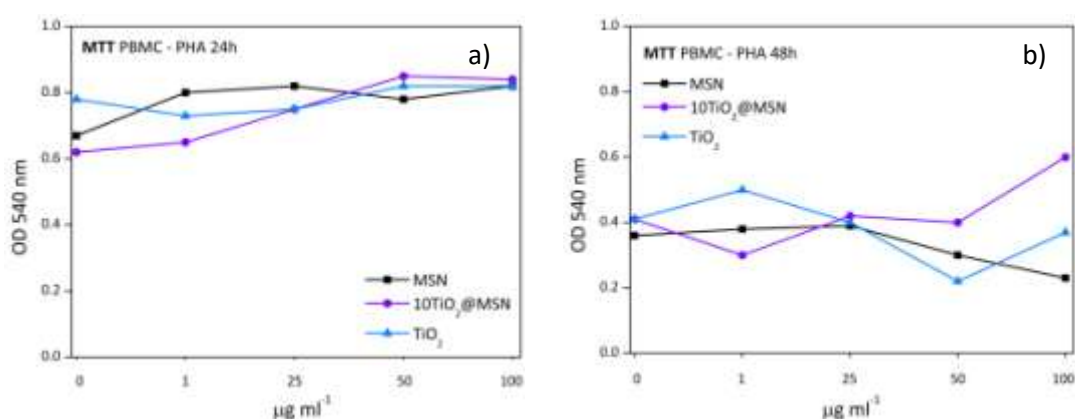 MTT PBMC - PHA 24h
a)
1.0
0.8
0.6
0.4
0.2
0.0
OD 540 nm
MSN
10TiO₂@MSN
TiO₂
0 1 25 50 100
µg ml⁻¹
MTT PBMC - PHA 48h
b)
MSN
10TiO₂@MSN
TiO₂
1.0
0.8
0.6
0.4
0.2
0.0
OD 540 nm
0 1 25 50 100
µg ml⁻¹